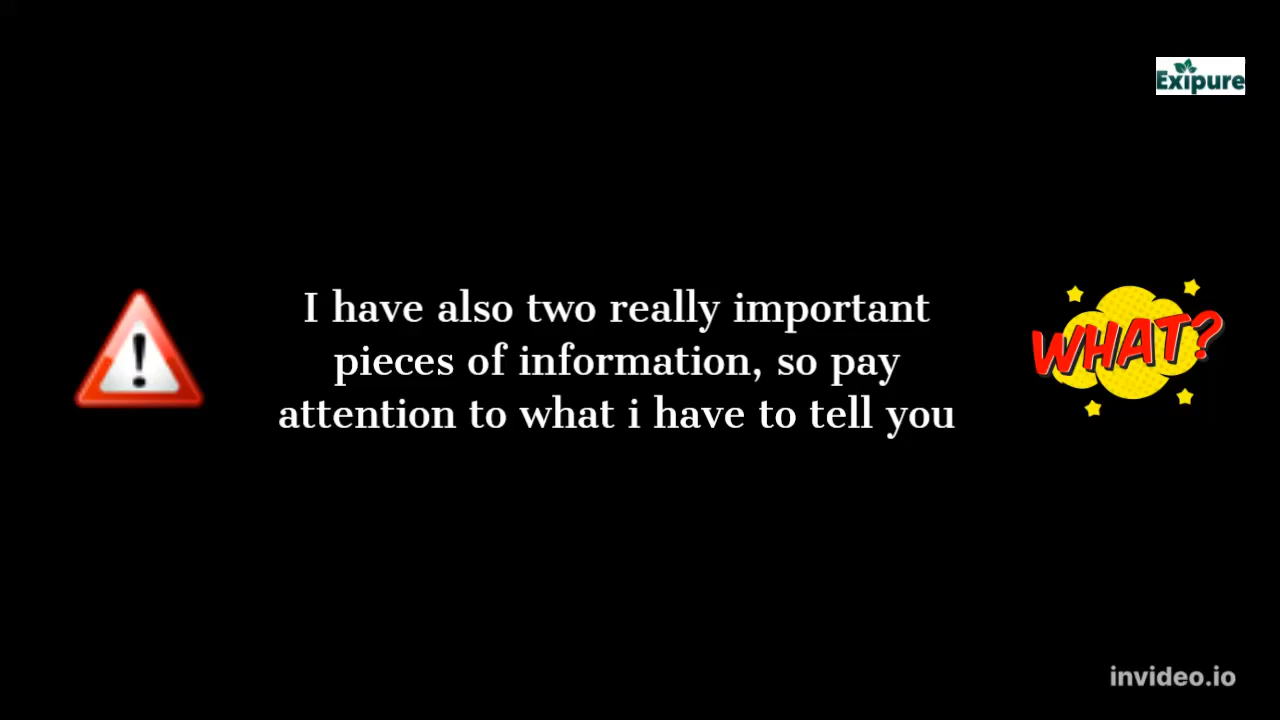 Exipure
I have also two really important
pieces of information, so pay
attention to what i have to tell you
WHAT?
invideo.io